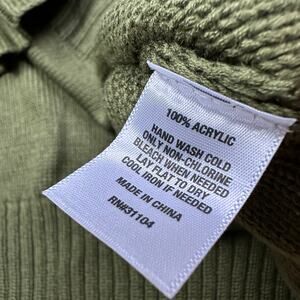 100% ACRYLIC
HAND WASH COLD
ONLY NON-CHLORINE
BLEACH WHEN NEEDED
LAY FLAT TO DRY
COOL IRON IF NEEDED
MADE IN CHINA
RN#31104